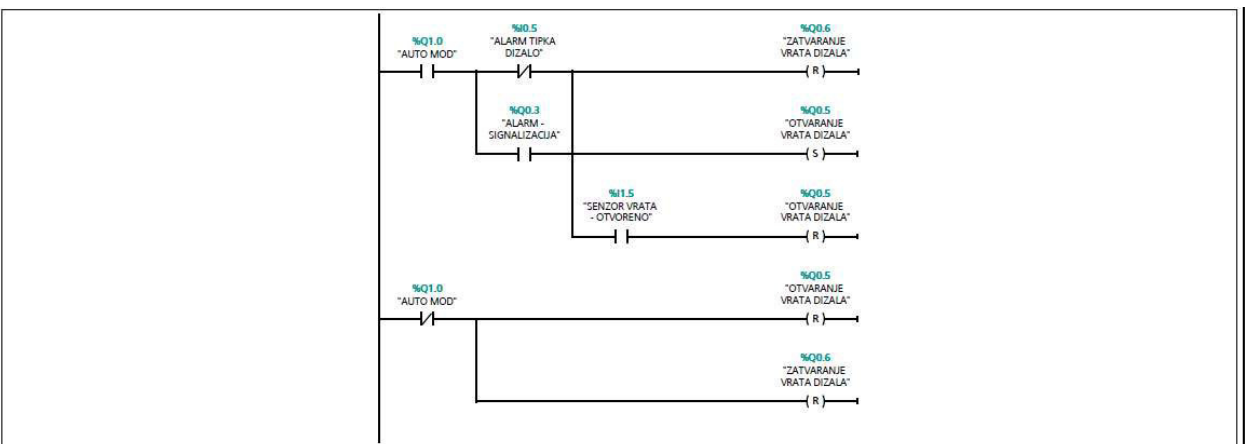 %Q1.0
"AUTO MOD"
%I0.5
"ALARM TIPKA
DIZALO"
%Q0.6
"ZATVARANJE
VRATA DIZALA"
R
%Q0.3
"ALARM -
SIGNALIZACIJA"
%Q0.5
"OTVARANJE
VRATA DIZALA"
S
%I1.5
"SENZOR VRATA
- OTVORENO"
%Q0.5
"OTVARANJE
VRATA DIZALA"
R
%Q1.0
"AUTO MOD"
%Q0.5
"OTVARANJE
VRATA DIZALA"
R
%Q0.6
"ZATVARANJE
VRATA DIZALA"
R